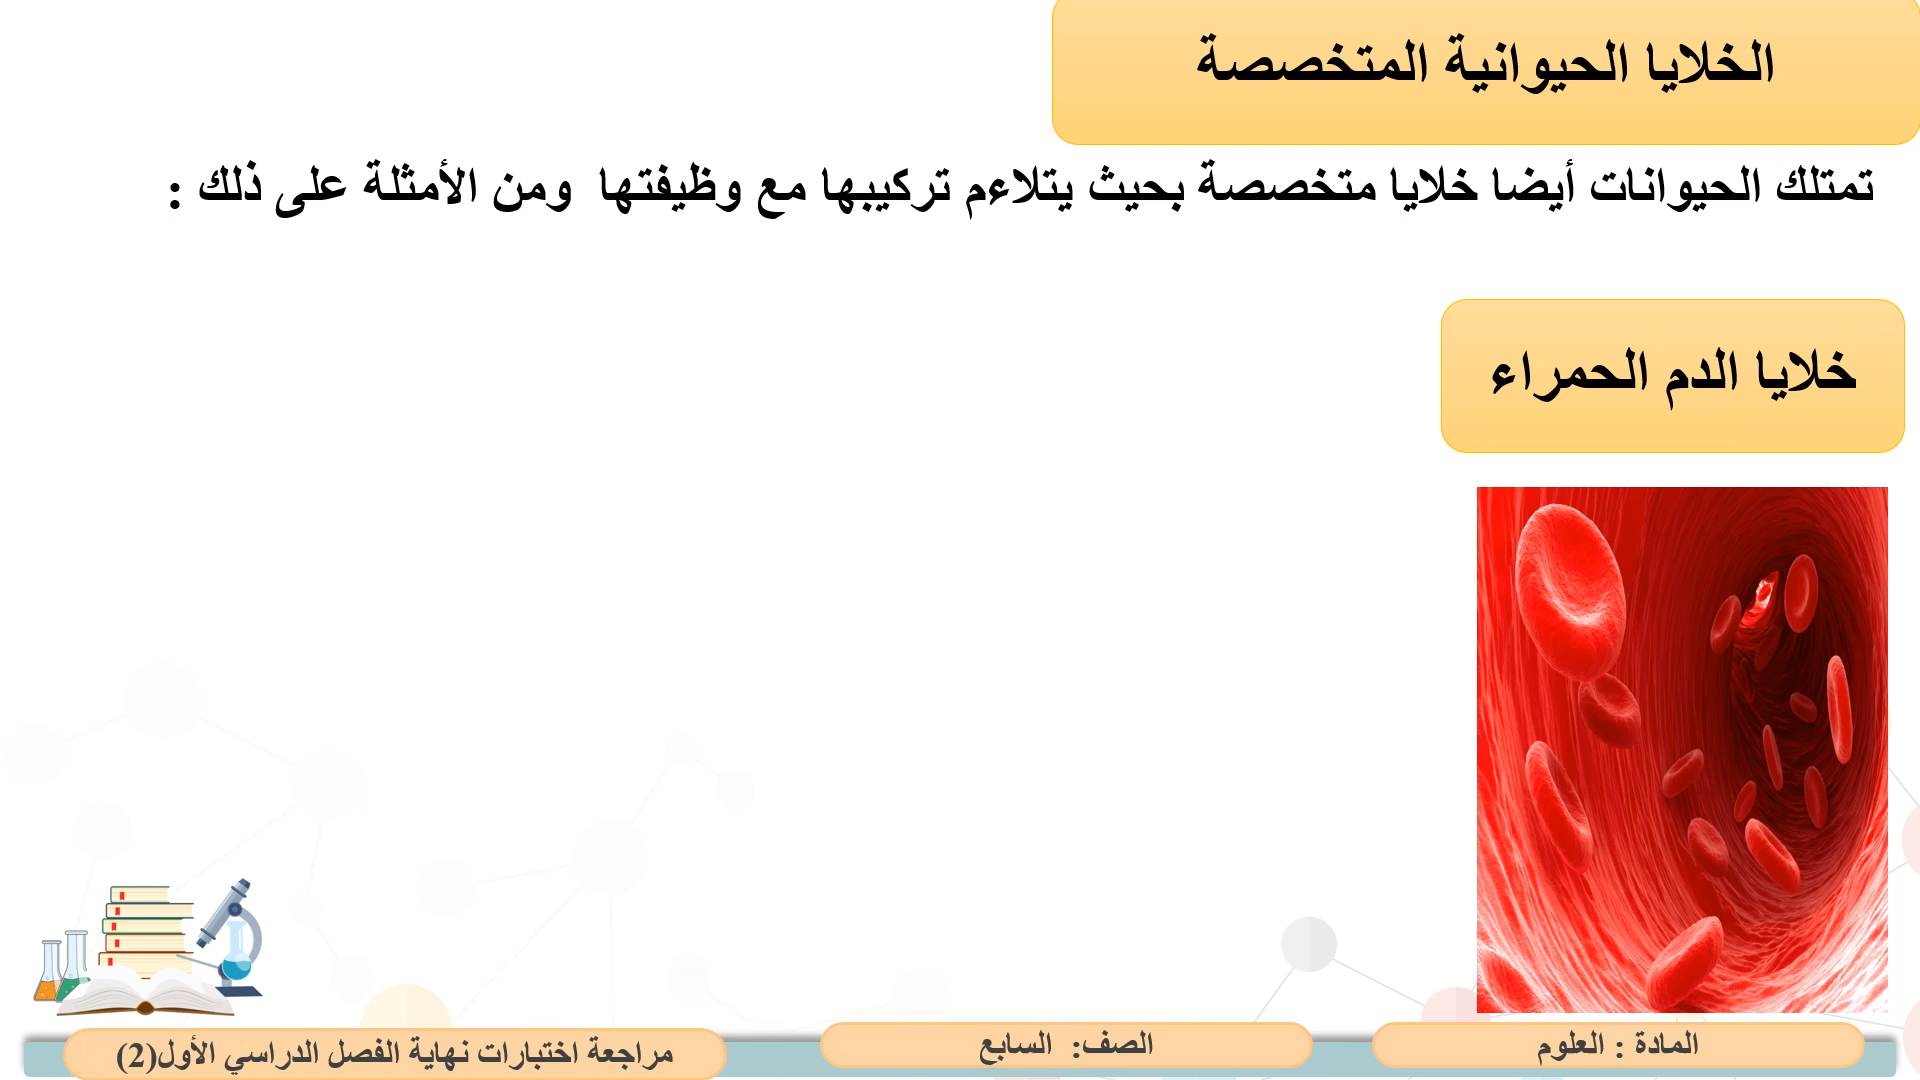 الخلايا الحيوانية المتخصصة
تمتلك الحيوانات أيضا خلايا متخصصة بحيث يتلاءم تركيبها مع وظيفتها ومن الأمثلة على ذلك :
خلايا الدم الحمراء
المادة : العلوم
الصف: السابع
مراجعة اختبارات نهاية الفصل الدراسي الأول(2)